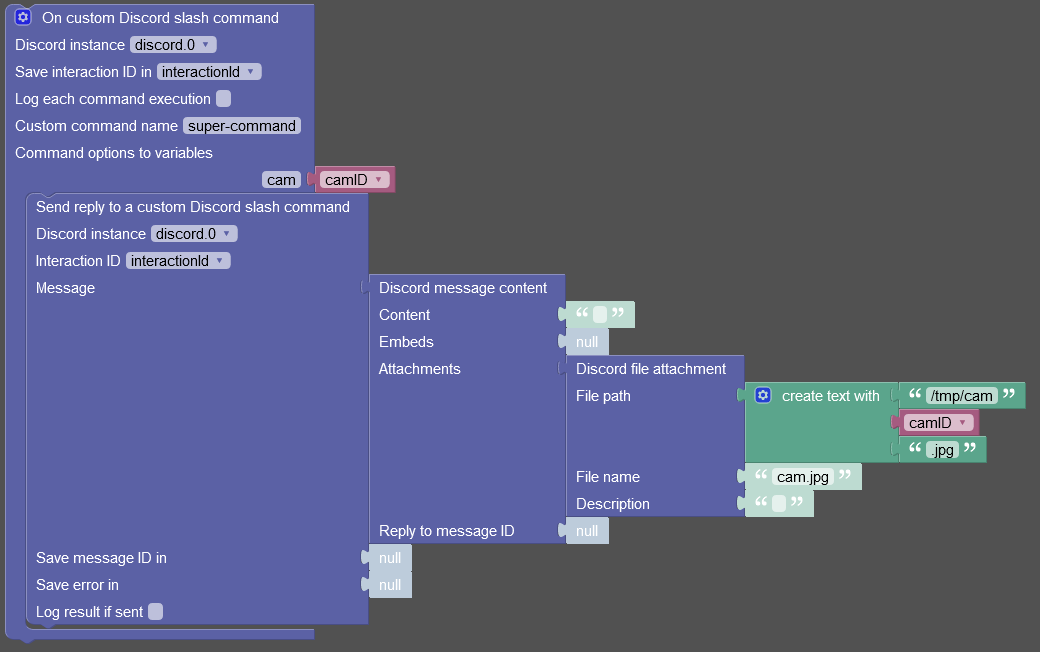 On custom Discord slash command
Discord instance discord.0
Save interaction ID in interactionId
Log each command execution
Custom command name super-command
Command options to variables
cam camID
Send reply to a custom Discord slash command
Discord instance discord.0
Interaction ID interactionId
Message Discord message content
Content “ ”
Embeds null
Attachments Discord file attachment
File path create text with “ /tmp/cam ”
camID
“ .jpg ”
File name “ cam.jpg ”
Description “ ”
Reply to message ID null
Save message ID in null
Save error in null
Log result if sent